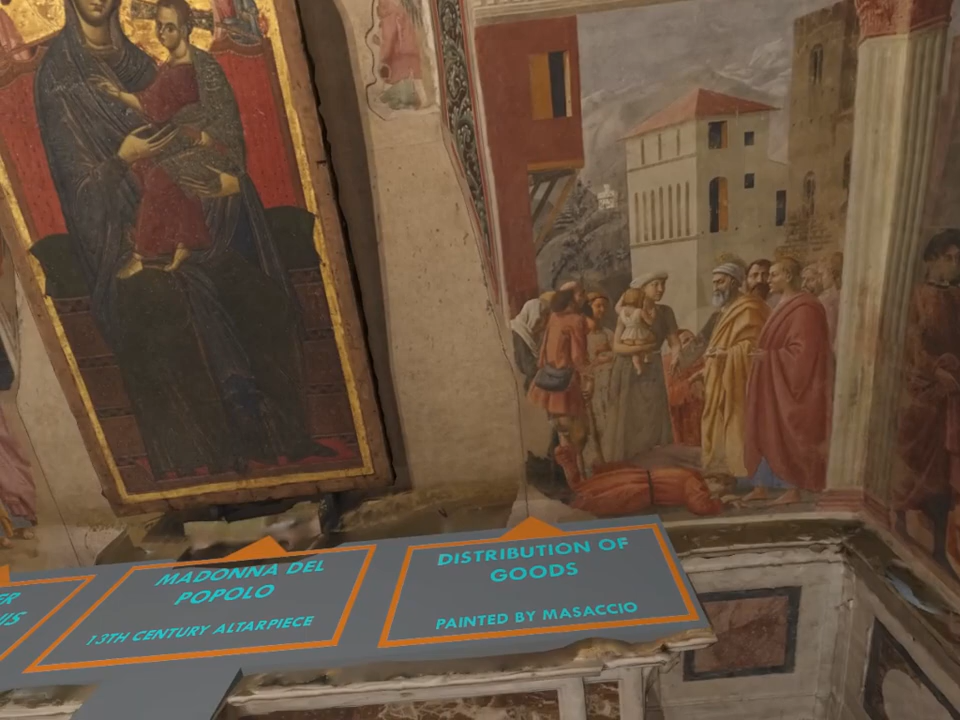 MADONNA DEL
POPOLO
13TH CENTURY ALTARPIECE
DISTRIBUTION OF
GOODS
PAINTED BY MASACCIO